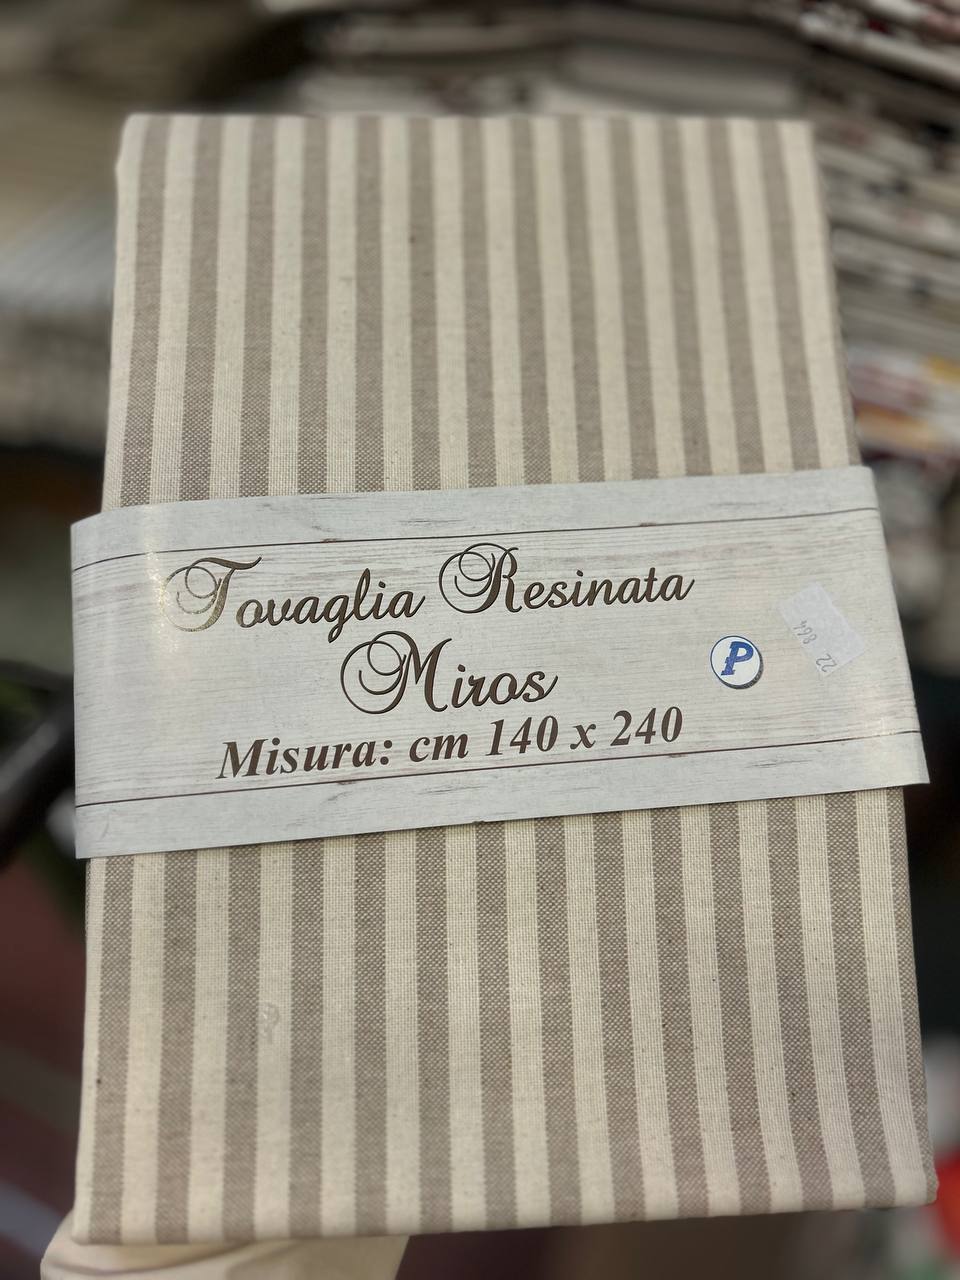 Tovaglia Resinata
Miros
Misura: cm 140 x 240
P
22 864